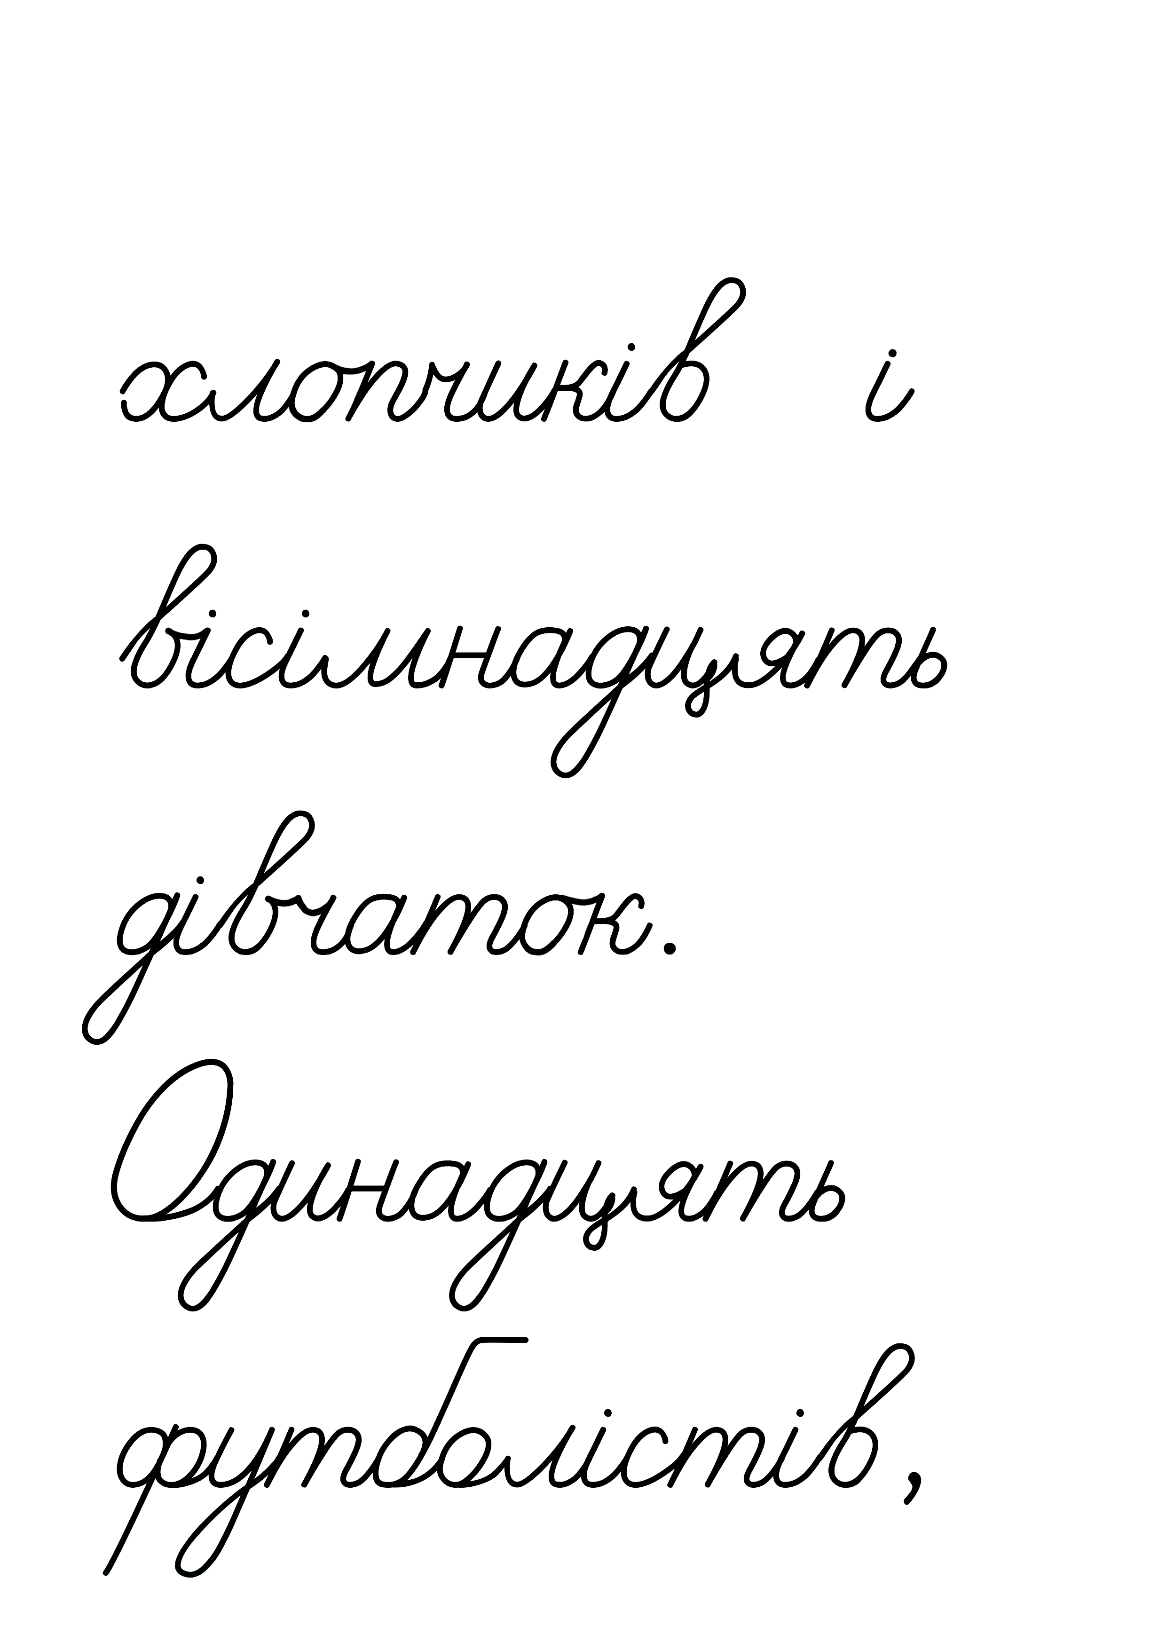 хлопчиків і
вісімнадцять
дівчаток.
Одинадцять
футболістів,